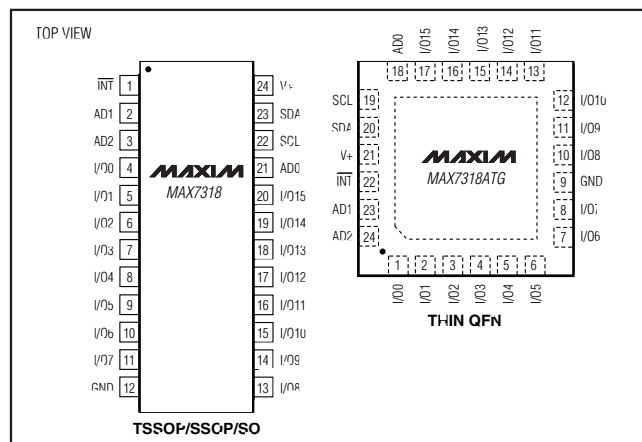 TOP VIEW
INT 1
AD1 2
AD2 3
I/O0 4
I/O1 5
I/O2 6
I/O3 7
I/O4 8
I/O5 9
I/O6 10
I/O7 11
GND 12
MAXIM
MAX7318
24 V+
23 SDA
22 SCL
21 AD0
20 I/O15
19 I/O14
18 I/O13
17 I/O12
16 I/O11
15 I/O10
14 I/O9
13 I/O8
TSSOP/SSOP/SO
AD0 I/O15 I/O14 I/O13 I/O12 I/O11
18 17 16 15 14 13
SCL 19
SDA 20
V+ 21
INT 22
AD1 23
AD2 24
MAXIM
MAX7318ATG
12 I/O10
11 I/O9
10 I/O8
9 GND
8 I/O7
7 I/O6
1 2 3 4 5 6
I/O0 I/O1 I/O2 I/O3 I/O4 I/O5
THIN QFN